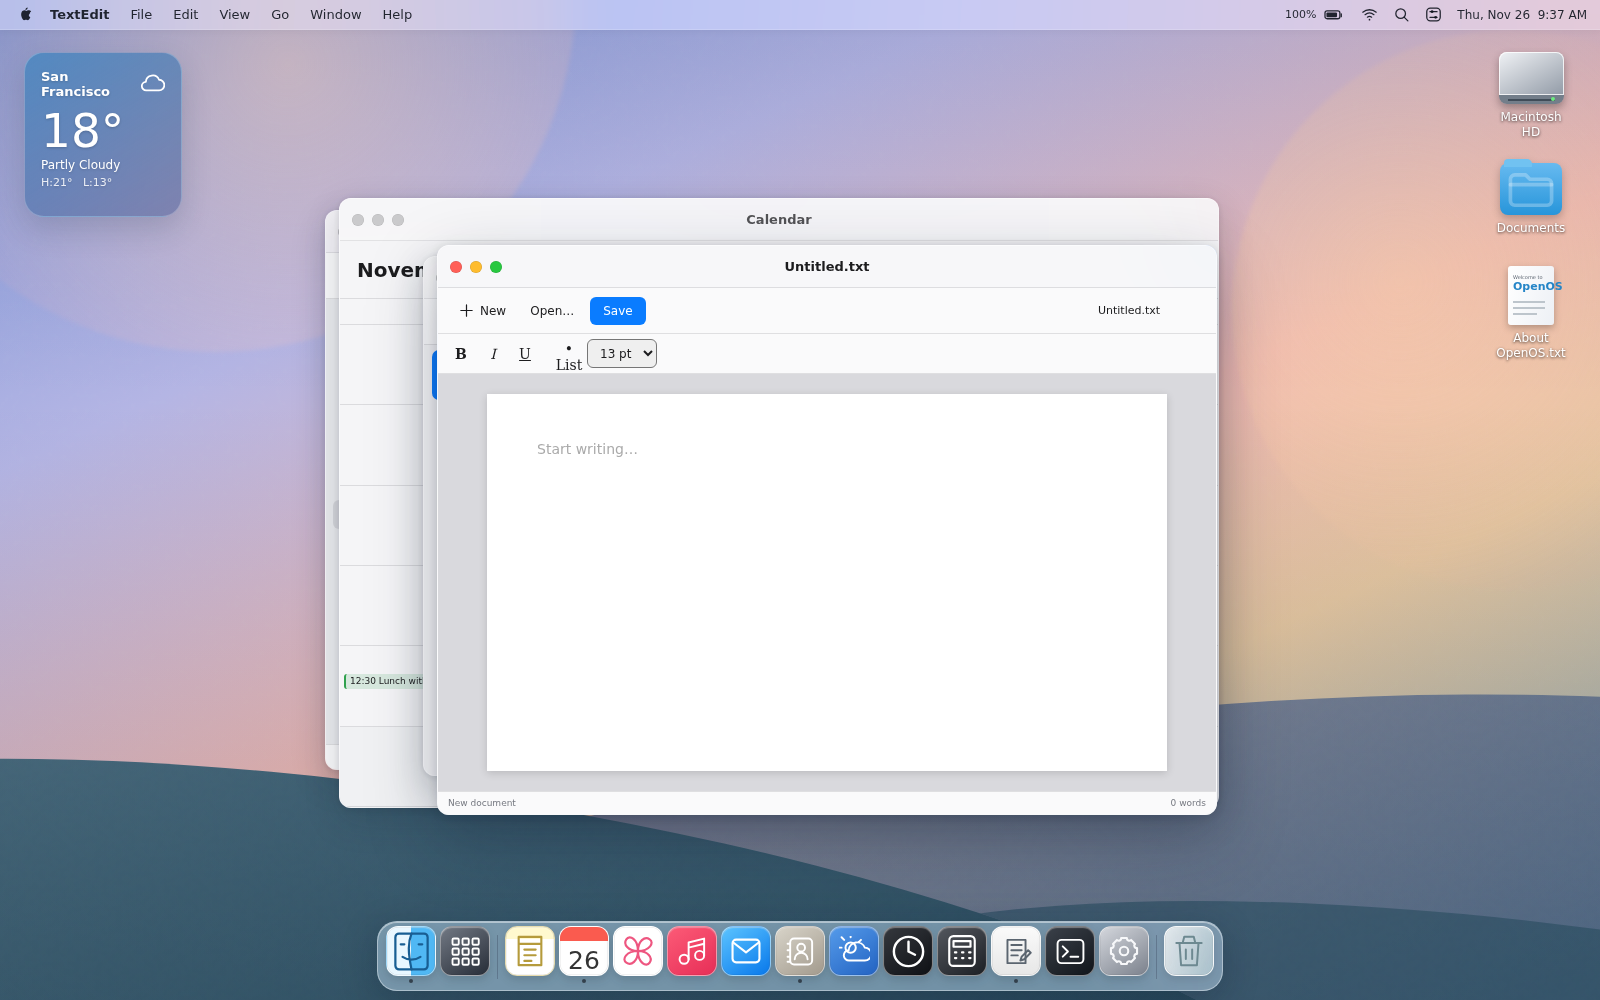 TextEdit File Edit View Go Window Help 100% Thu, Nov 26 9:37 AM
San Francisco
18°
Partly Cloudy
H:21° L:13°
Macintosh HD
Documents
Welcome to
OpenOS
About OpenOS.txt
Calendar
12:30 Lunch
Untitled.txt
New Open... Save Untitled.txt
B I U • List 13 pt
Start writing...
New document 0 words
26